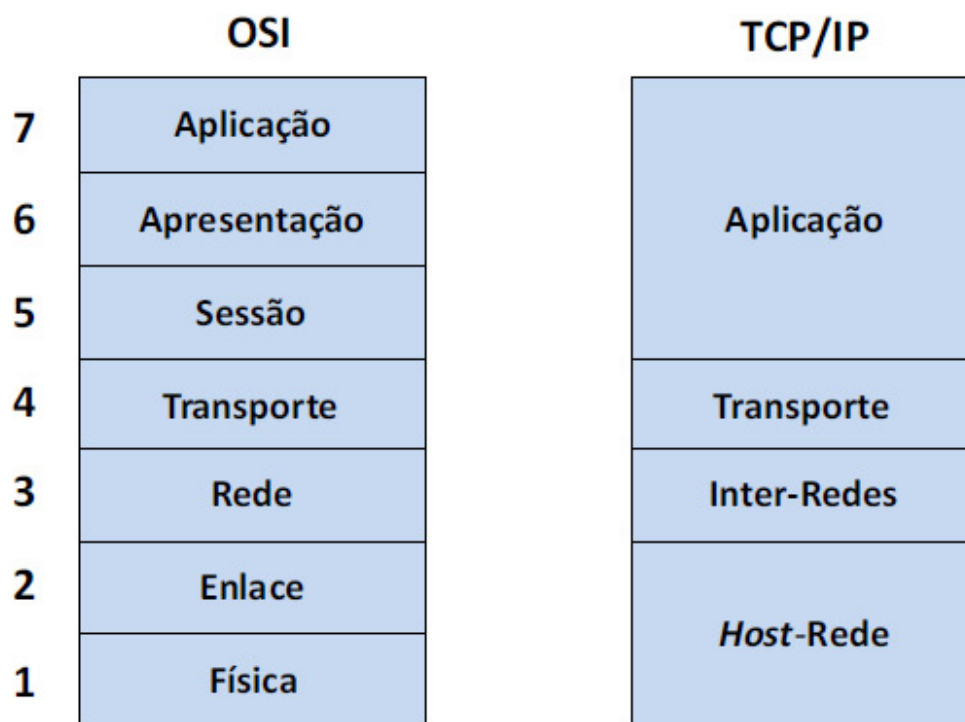 OSI
TCP/IP
7
Aplicação
6
Apresentação
Aplicação
5
Sessão
4
Transporte
Transporte
3
Rede
Inter-Redes
2
Enlace
Host-Rede
1
Física